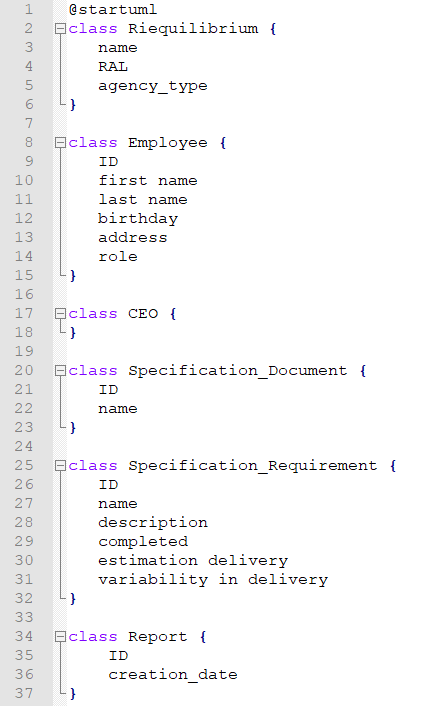 1 @startuml
2 class Riequilibrium {
3 name
4 RAL
5 agency_type
6 }
7
8 class Employee {
9 ID
10 first name
11 last name
12 birthday
13 address
14 role
15 }
16
17 class CEO {
18 }
19
20 class Specification_Document {
21 ID
22 name
23 }
24
25 class Specification_Requirement {
26 ID
27 name
28 description
29 completed
30 estimation delivery
31 variability in delivery
32 }
33
34 class Report {
35 ID
36 creation_date
37 }